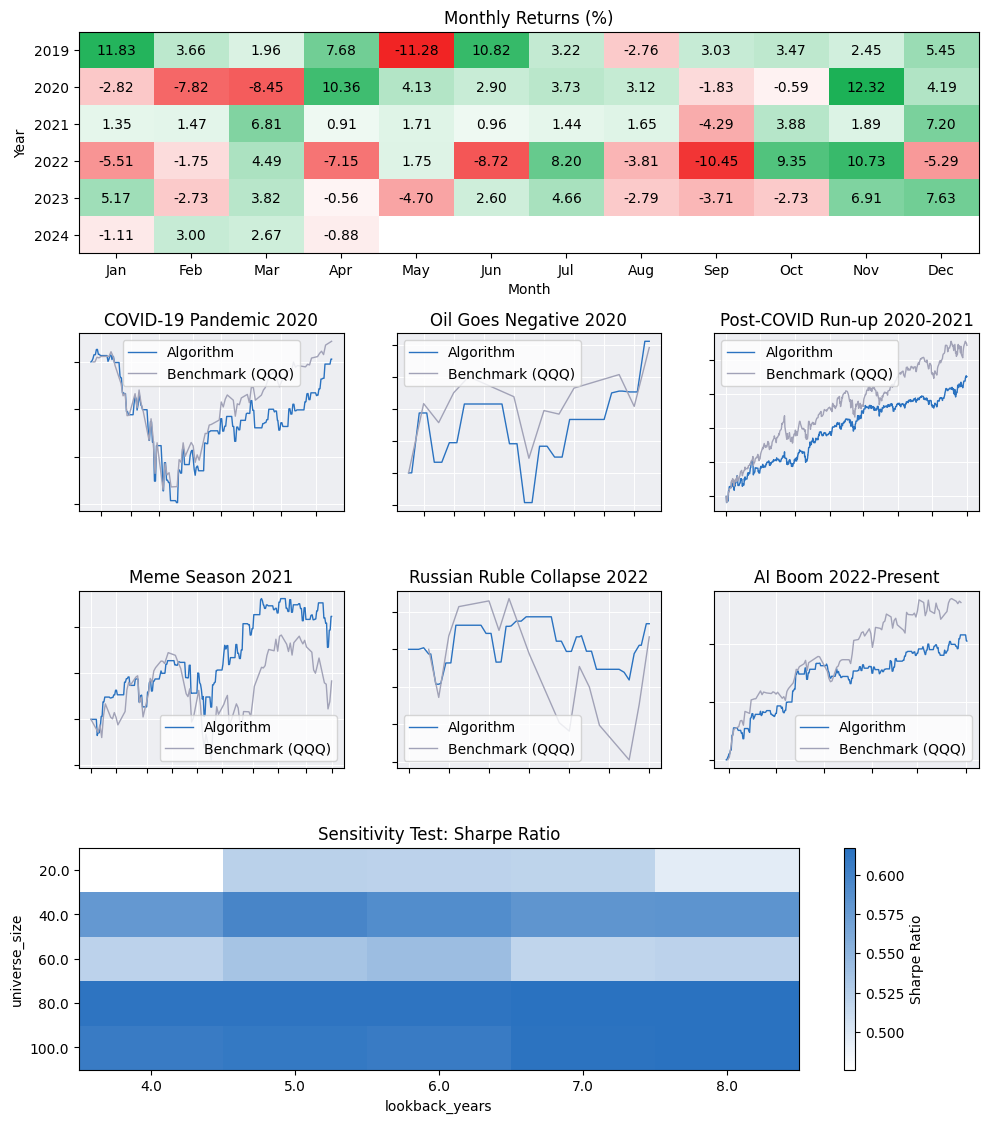 Monthly Returns (%)
2019 11.83 3.66 1.96 7.68 -11.28 10.82 3.22 -2.76 3.03 3.47 2.45 5.45
2020 -2.82 -7.82 -8.45 10.36 4.13 2.90 3.73 3.12 -1.83 -0.59 12.32 4.19
2021 1.35 1.47 6.81 0.91 1.71 0.96 1.44 1.65 -4.29 3.88 1.89 7.20
2022 -5.51 -1.75 4.49 -7.15 1.75 -8.72 8.20 -3.81 -10.45 9.35 10.73 -5.29
2023 5.17 -2.73 3.82 -0.56 -4.70 2.60 4.66 -2.79 -3.71 -2.73 6.91 7.63
2024 -1.11 3.00 2.67 -0.88
Year
Jan Feb Mar Apr May Jun Jul Aug Sep Oct Nov Dec
Month
COVID-19 Pandemic 2020
Algorithm
Benchmark (QQQ)
Oil Goes Negative 2020
Algorithm
Benchmark (QQQ)
Post-COVID Run-up 2020-2021
Algorithm
Benchmark (QQQ)
Meme Season 2021
Algorithm
Benchmark (QQQ)
Russian Ruble Collapse 2022
Algorithm
Benchmark (QQQ)
AI Boom 2022-Present
Algorithm
Benchmark (QQQ)
Sensitivity Test: Sharpe Ratio
universe_size
20.0
40.0
60.0
80.0
100.0
4.0 5.0 6.0 7.0 8.0
lookback_years
0.600
0.575
0.550
0.525
0.500
Sharpe Ratio